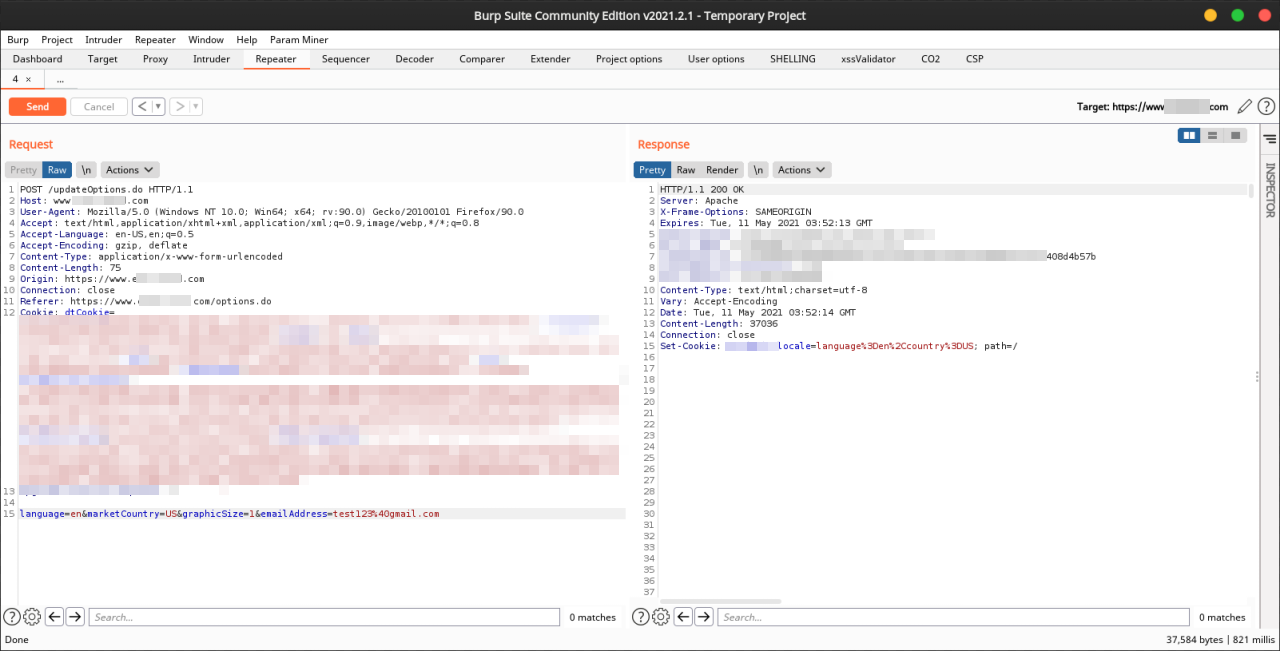 Burp Suite Community Edition v2021.2.1 - Temporary Project
Burp Project Intruder Repeater Window Help Param Miner
Dashboard Target Proxy Intruder Repeater Sequencer Decoder Comparer Extender Project options User options SHELLING xssValidator CO2 CSP
4 × ...
Send Cancel < ▼ > ▼ Target: https://www .com ?
Request
Pretty Raw \n Actions
1 POST /updateOptions.do HTTP/1.1
2 Host: www .com
3 User-Agent: Mozilla/5.0 (Windows NT 10.0; Win64; x64; rv:90.0) Gecko/20100101 Firefox/90.0
4 Accept: text/html,application/xhtml+xml,application/xml;q=0.9,image/webp,*/*;q=0.8
5 Accept-Language: en-US,en;q=0.5
6 Accept-Encoding: gzip, deflate
7 Content-Type: application/x-www-form-urlencoded
8 Content-Length: 75
9 Origin: https://www. .com
10 Connection: close
11 Referer: https://www. com/options.do
12 Cookie: dtCookie=
13
14
15 language=en&marketCountry=US&graphicSize=1&emailAddress=test123%40gmail.com
? Search... 0 matches
Response
Pretty Raw Render \n Actions
1 HTTP/1.1 200 OK
2 Server: Apache
3 X-Frame-Options: SAMEORIGIN
4 Expires: Tue, 11 May 2021 03:52:13 GMT
5
6
7 408d4b57b
8
9
10 Content-Type: text/html;charset=utf-8
11 Vary: Accept-Encoding
12 Date: Tue, 11 May 2021 03:52:14 GMT
13 Content-Length: 37036
14 Connection: close
15 Set-Cookie: locale=language%3Den%2Ccountry%3DUS; path=/
16
17
18
19
20
21
22
23
24
25
26
27
28
29
30
31
32
33
34
35
36
37
? Search... 0 matches
INSPECTOR
Done 37,584 bytes | 821 millis